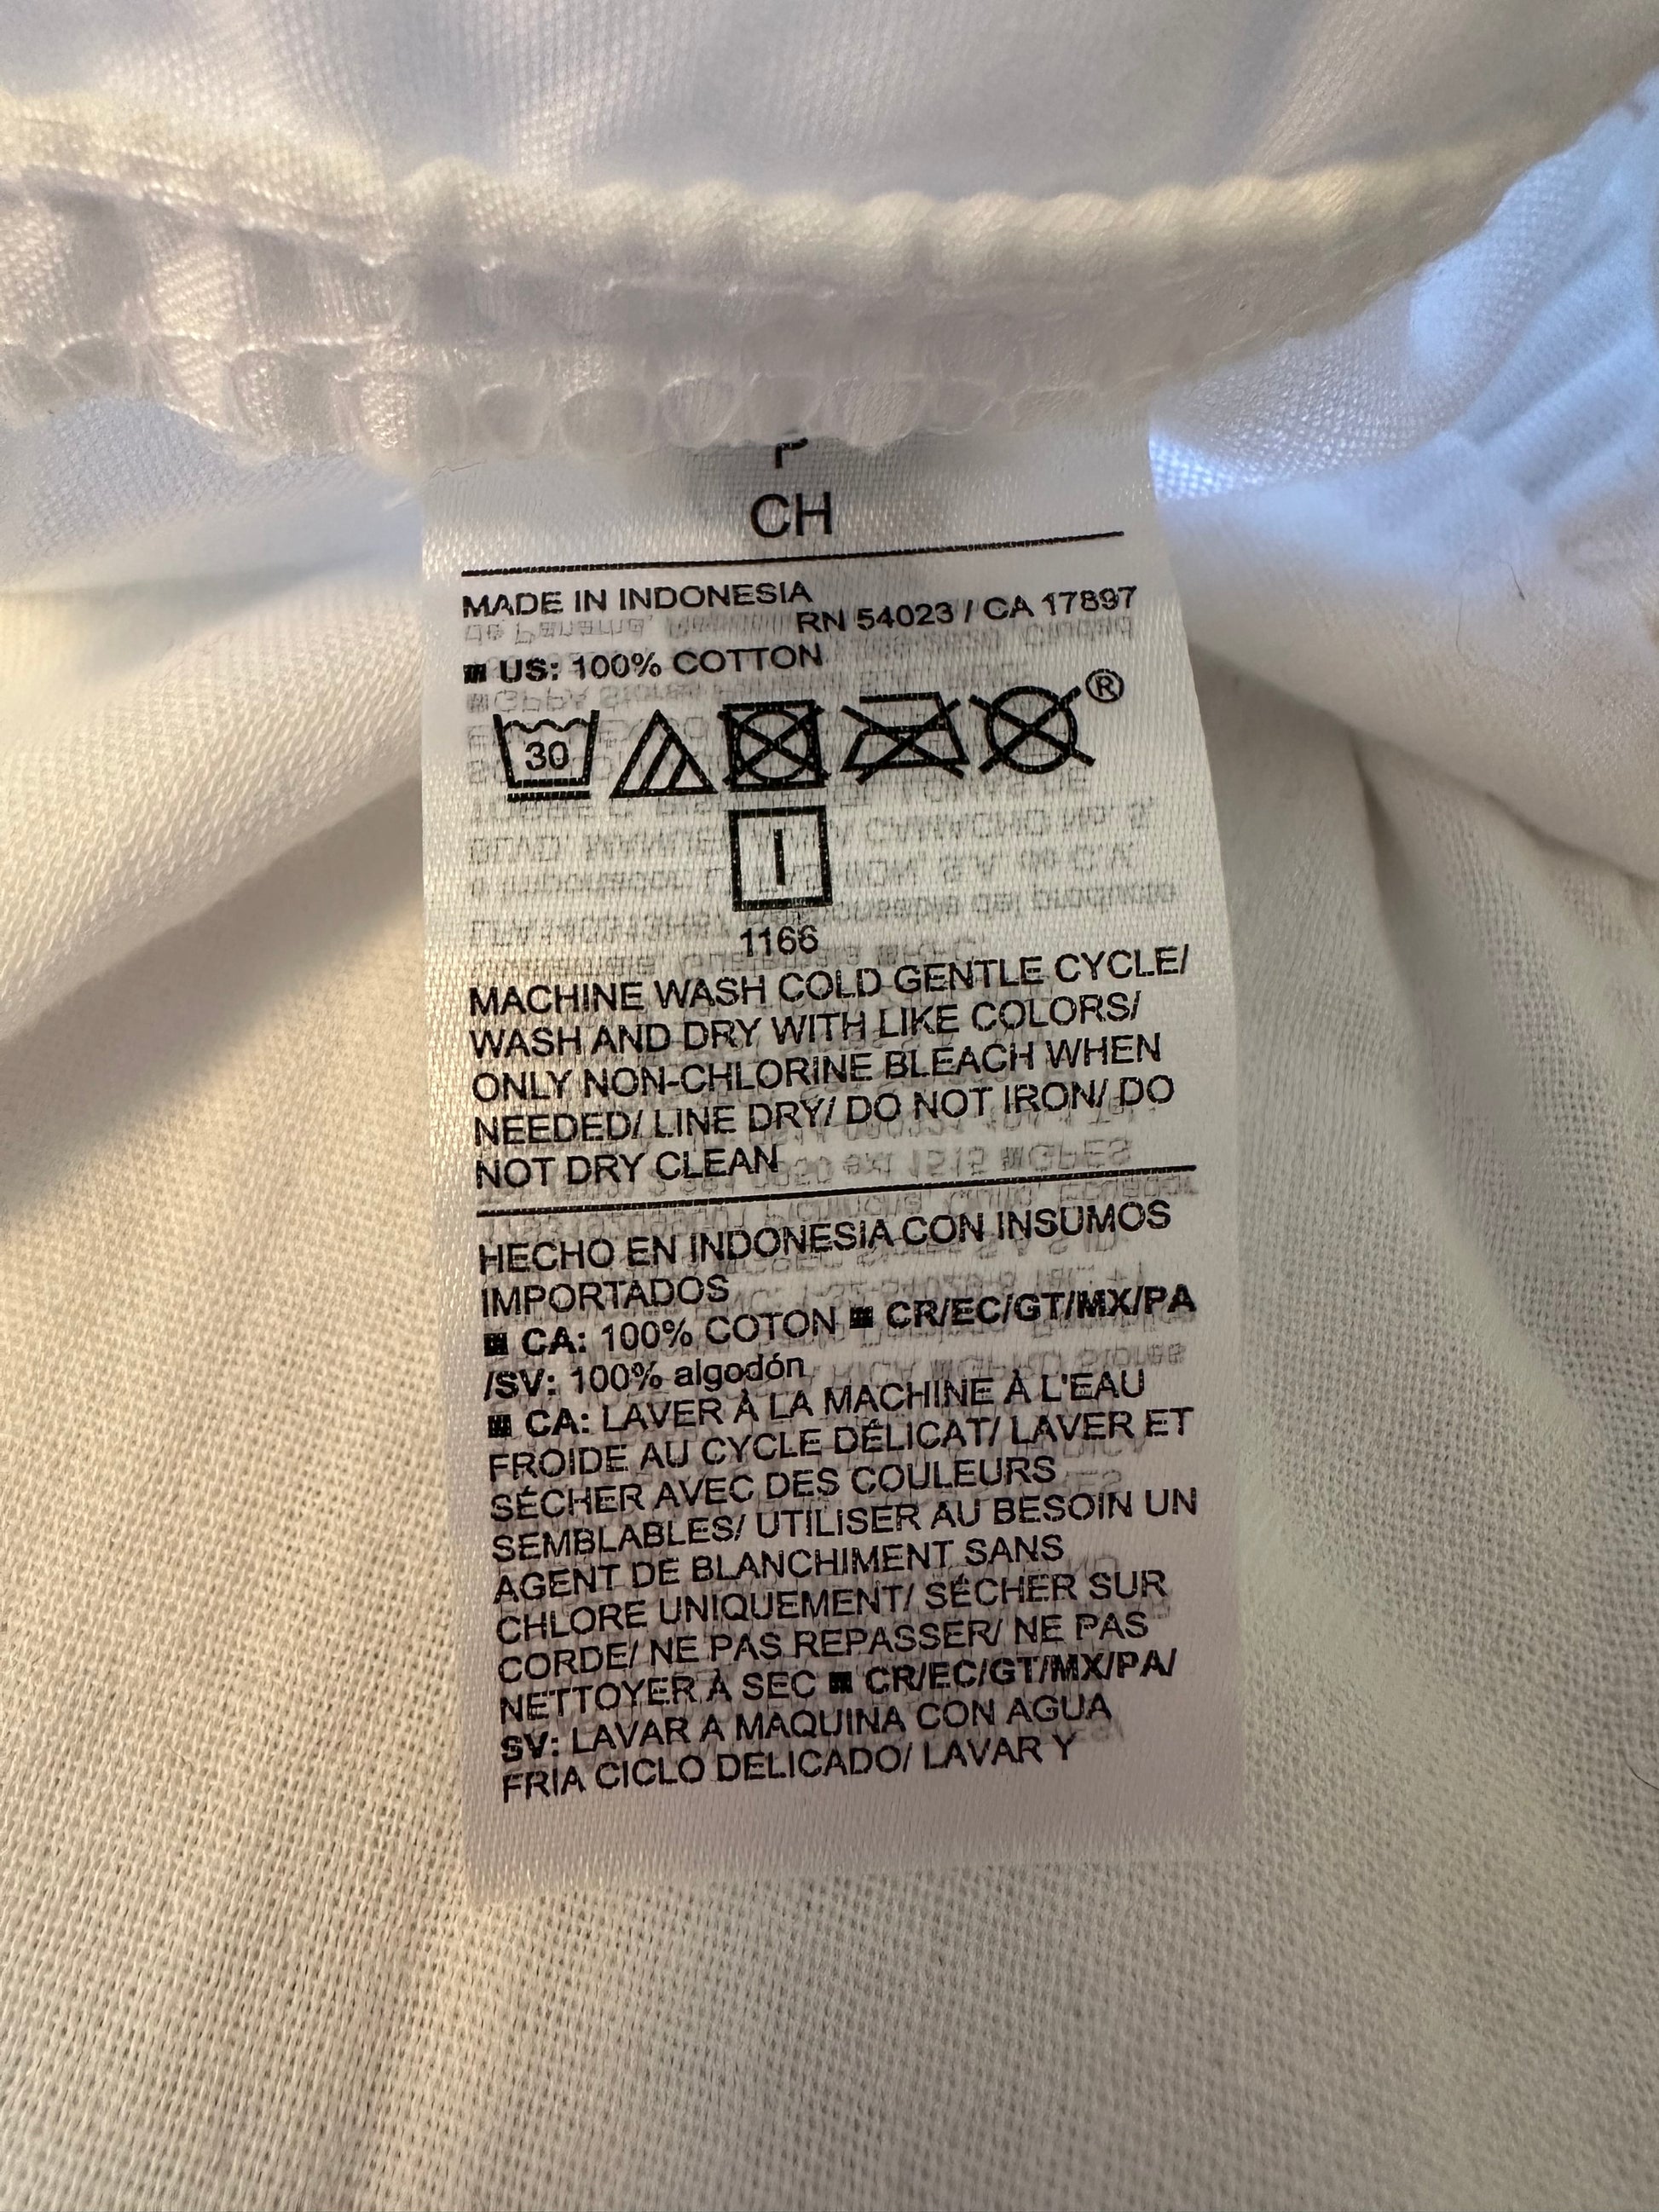 P
CH
MADE IN INDONESIA
RN 54023 / CA 17897
■ US: 100% COTTON
30
®
1166
MACHINE WASH COLD GENTLE CYCLE/
WASH AND DRY WITH LIKE COLORS/
ONLY NON-CHLORINE BLEACH WHEN
NEEDED/ LINE DRY/ DO NOT IRON/ DO
NOT DRY CLEAN
HECHO EN INDONESIA CON INSUMOS
IMPORTADOS
■ CA: 100% COTON ■ CR/EC/GT/MX/PA
/SV: 100% algodón
■ CA: LAVER À LA MACHINE À L'EAU
FROIDE AU CYCLE DÉLICAT/ LAVER ET
SÉCHER AVEC DES COULEURS
SEMBLABLES/ UTILISER AU BESOIN UN
AGENT DE BLANCHIMENT SANS
CHLORE UNIQUEMENT/ SÉCHER SUR
CORDE/ NE PAS REPASSER/ NE PAS
NETTOYER À SEC ■ CR/EC/GT/MX/PA/
SV: LAVAR A MAQUINA CON AGUA
FRIA CICLO DELICADO/ LAVAR Y